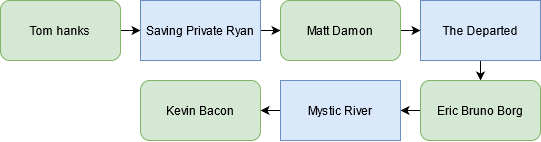 Tom hanks
Saving Private Ryan
Matt Damon
The Departed
Eric Bruno Borg
Mystic River
Kevin Bacon